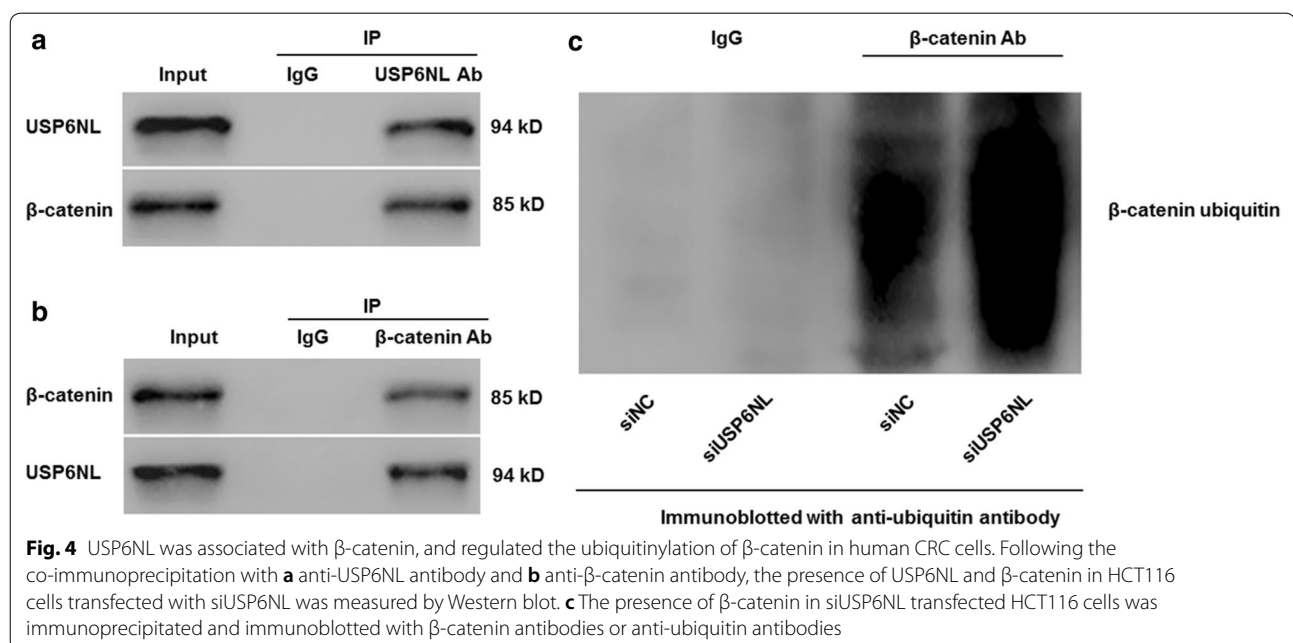 a
IP
Input IgG USP6NL Ab
USP6NL 94 kD
β-catenin 85 kD
b
IP
Input IgG β-catenin Ab
β-catenin 85 kD
USP6NL 94 kD
c
IgG β-catenin Ab
β-catenin ubiquitin
siNC siUSP6NL siNC siUSP6NL
Immunoblotted with anti-ubiquitin antibody
Fig. 4 USP6NL was associated with β-catenin, and regulated the ubiquitinylation of β-catenin in human CRC cells. Following the
co-immunoprecipitation with a anti-USP6NL antibody and b anti-β-catenin antibody, the presence of USP6NL and β-catenin in HCT116
cells transfected with siUSP6NL was measured by Western blot. c The presence of β-catenin in siUSP6NL transfected HCT116 cells was
immunoprecipitated and immunoblotted with β-catenin antibodies or anti-ubiquitin antibodies